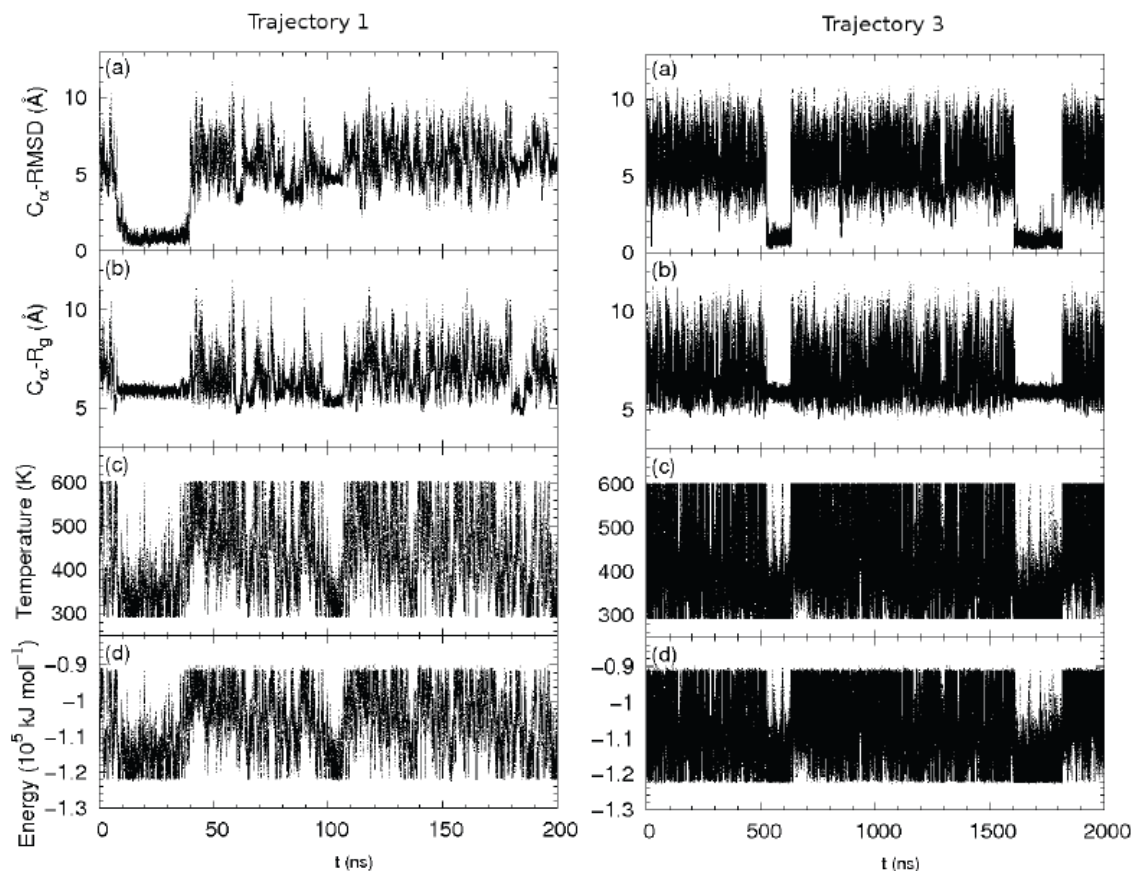 Trajectory 1
(a)
Cα-RMSD (Å)
10
5
0
(b)
Cα-Rg (Å)
10
5
(c)
Temperature (K)
600
500
400
300
(d)
Energy (10⁵ kJ mol⁻¹)
−0.9
−1
−1.1
−1.2
−1.3
0 50 100 150 200
t (ns)
Trajectory 3
(a)
10
5
0
(b)
10
5
(c)
600
500
400
300
(d)
−0.9
−1
−1.1
−1.2
−1.3
0 500 1000 1500 2000
t (ns)